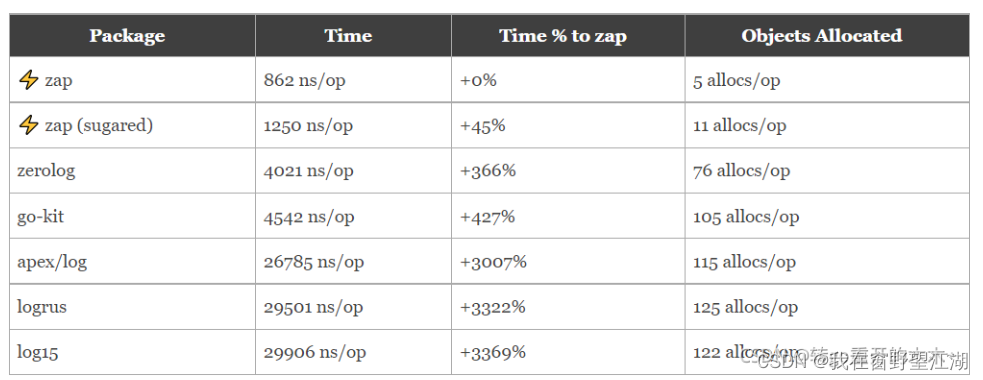 Package Time Time % to zap Objects Allocated
⚡ zap 862 ns/op +0% 5 allocs/op
⚡ zap (sugared) 1250 ns/op +45% 11 allocs/op
zerolog 4021 ns/op +366% 76 allocs/op
go-kit 4542 ns/op +427% 105 allocs/op
apex/log 26785 ns/op +3007% 115 allocs/op
logrus 29501 ns/op +3322% 125 allocs/op
log15 29906 ns/op +3369% 122 allocs/op
CSDN @我在窗野望江湖